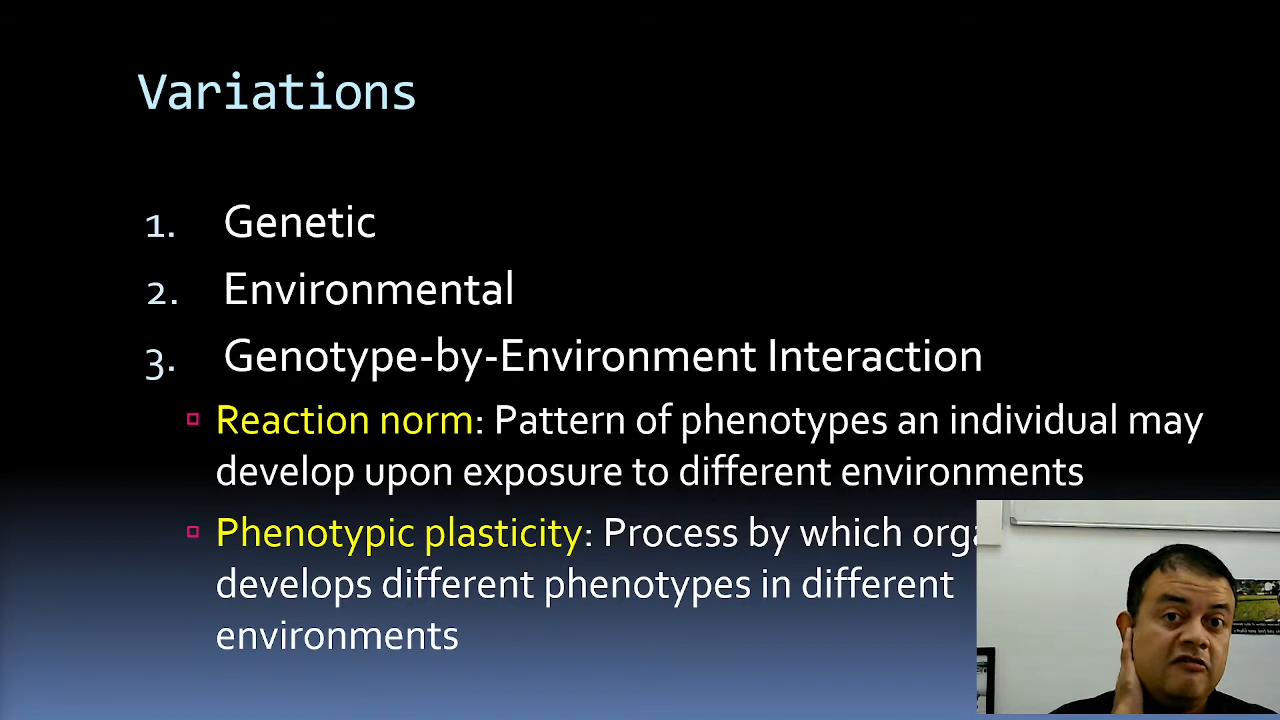 Variations
1. Genetic
2. Environmental
3. Genotype-by-Environment Interaction
Reaction norm: Pattern of phenotypes an individual may
develop upon exposure to different environments
Phenotypic plasticity: Process by which
develops different phenotypes in different
environments